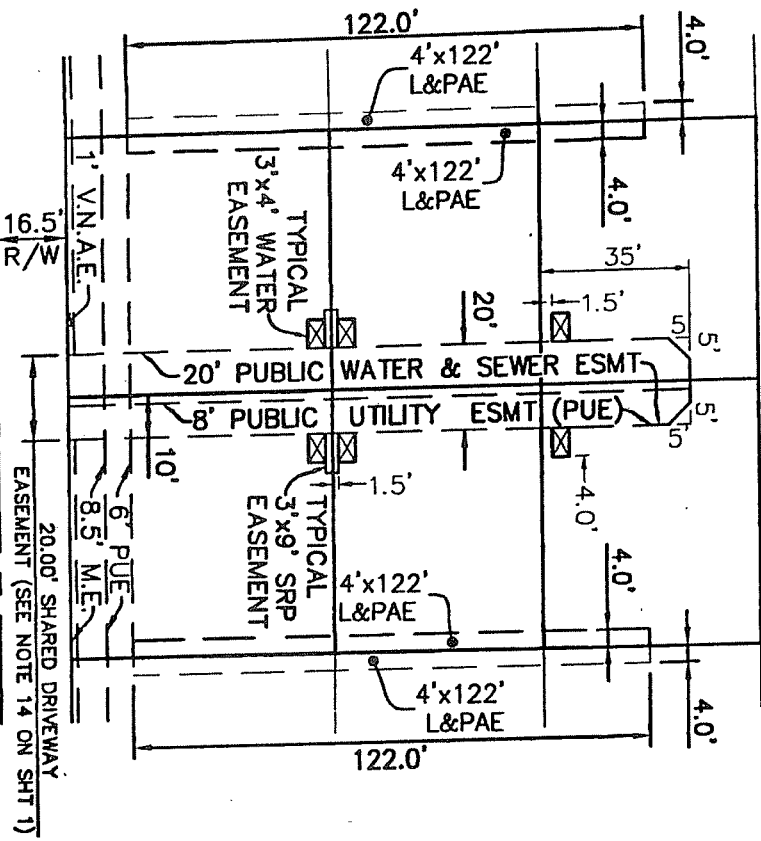 122.0'
4.0'
4'x122'
L&PAE
4'x122'
L&PAE
4.0'
1' V.N.A.E.
16.5'
R/W
TYPICAL
3'x4' WATER
EASEMENT
35'
1.5'
20'
5'
5'
20' PUBLIC WATER & SEWER ESMT
8' PUBLIC UTILITY ESMT (PUE)
5'
5'
10'
1.5'
4.0'
TYPICAL
3'x9' SRP
EASEMENT
6' PUE
8.5' M.E.
20.00' SHARED DRIVEWAY
EASEMENT (SEE NOTE 14 ON SHT 1)
4'x122'
L&PAE
4.0'
4'x122'
L&PAE
4.0'
122.0'